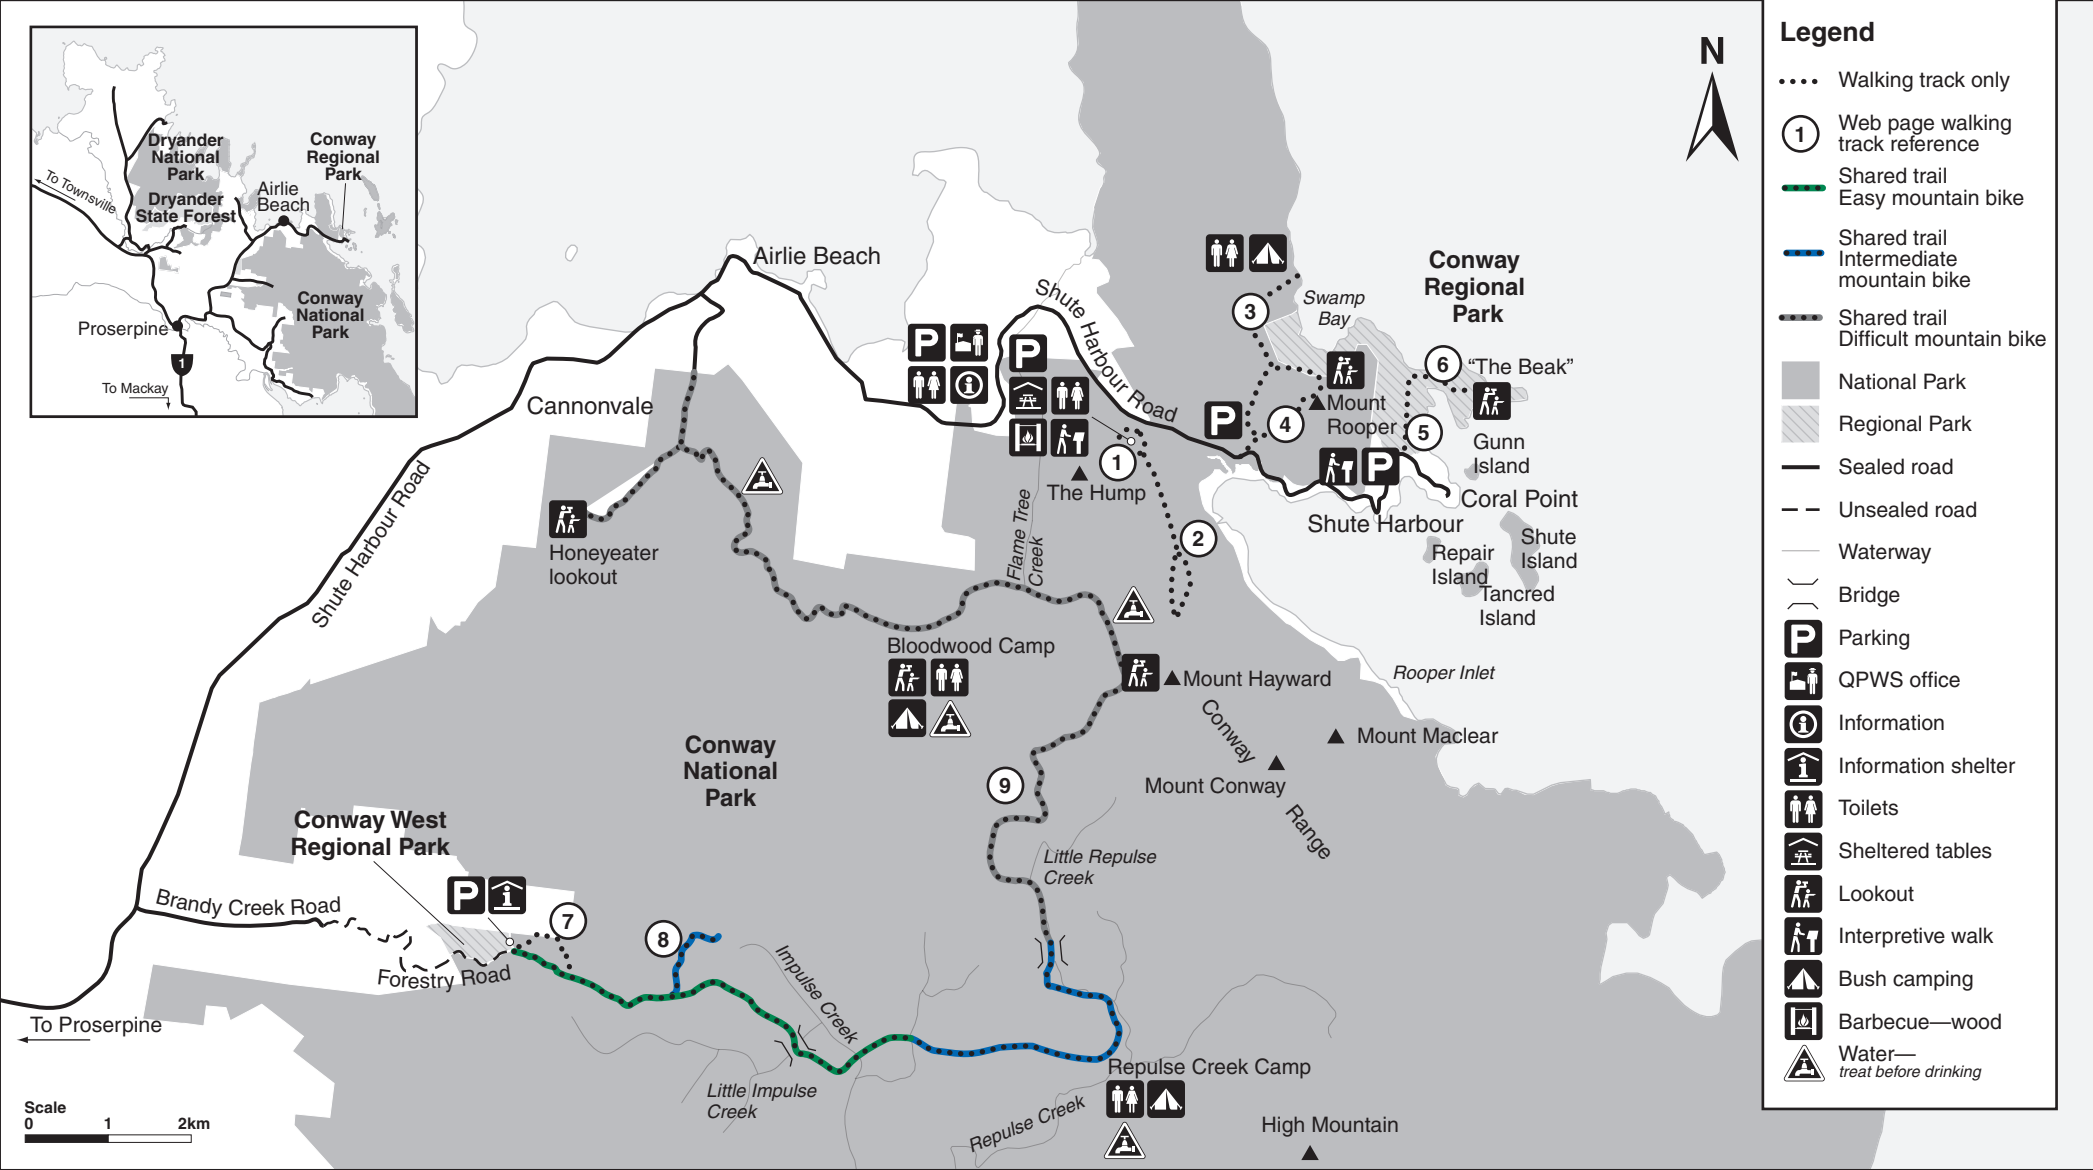 Dryander
National
Park
Conway
Regional
Park
To Townsville
Dryander
State Forest
Airlie
Beach
Conway
National
Park
Proserpine
1
To Mackay
Airlie Beach
Cannonvale
Shute Harbour Road
Shute Harbour Road
P
P
P
P
P
Conway
Regional
Park
Swamp
Bay
3
6
"The Beak"
Mount
Rooper
4
5
Gunn
Island
1
The Hump
Coral Point
Shute Harbour
2
Shute
Island
Repair
Island
Tancred
Island
Flame Tree
Creek
Honeyeater
lookout
Bloodwood Camp
Mount Hayward
Rooper Inlet
Conway
Range
Mount Maclear
Mount Conway
Conway
National
Park
9
Conway West
Regional Park
Little Repulse
Creek
Brandy Creek Road
7
8
Forestry Road
Impulse Creek
To Proserpine
Little Impulse
Creek
Repulse Creek Camp
Repulse Creek
High Mountain
Scale
0 1 2km
N
Legend
Walking track only
1
Web page walking
track reference
Shared trail
Easy mountain bike
Shared trail
Intermediate
mountain bike
Shared trail
Difficult mountain bike
National Park
Regional Park
Sealed road
Unsealed road
Waterway
Bridge
P
Parking
QPWS office
Information
Information shelter
Toilets
Sheltered tables
Lookout
Interpretive walk
Bush camping
Barbecue—wood
Water—
treat before drinking